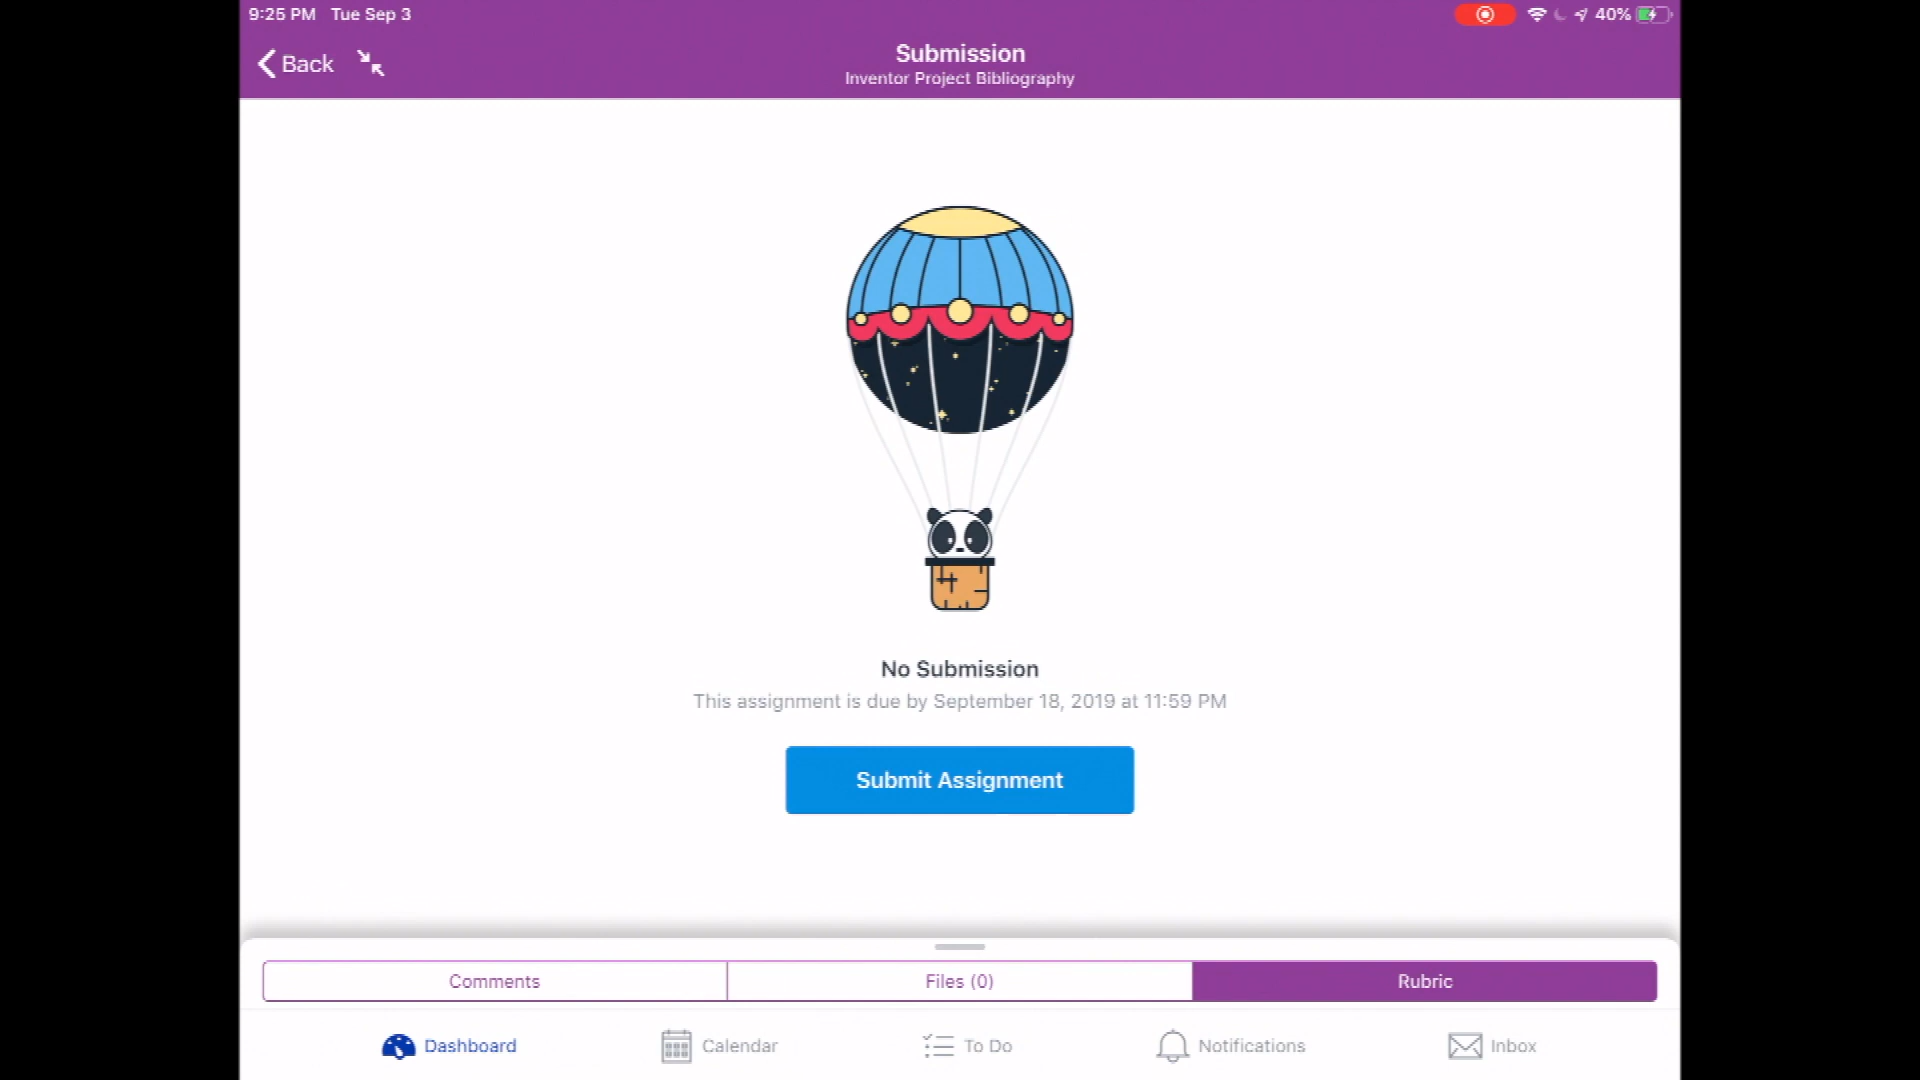 9:25 PM Tue Sep 3
40%
Back
Submission
Inventor Project Bibliography
No Submission
This assignment is due by September 18, 2019 at 11:59 PM
Submit Assignment
Comments
Files (0)
Rubric
Dashboard
Calendar
To Do
Notifications
Inbox